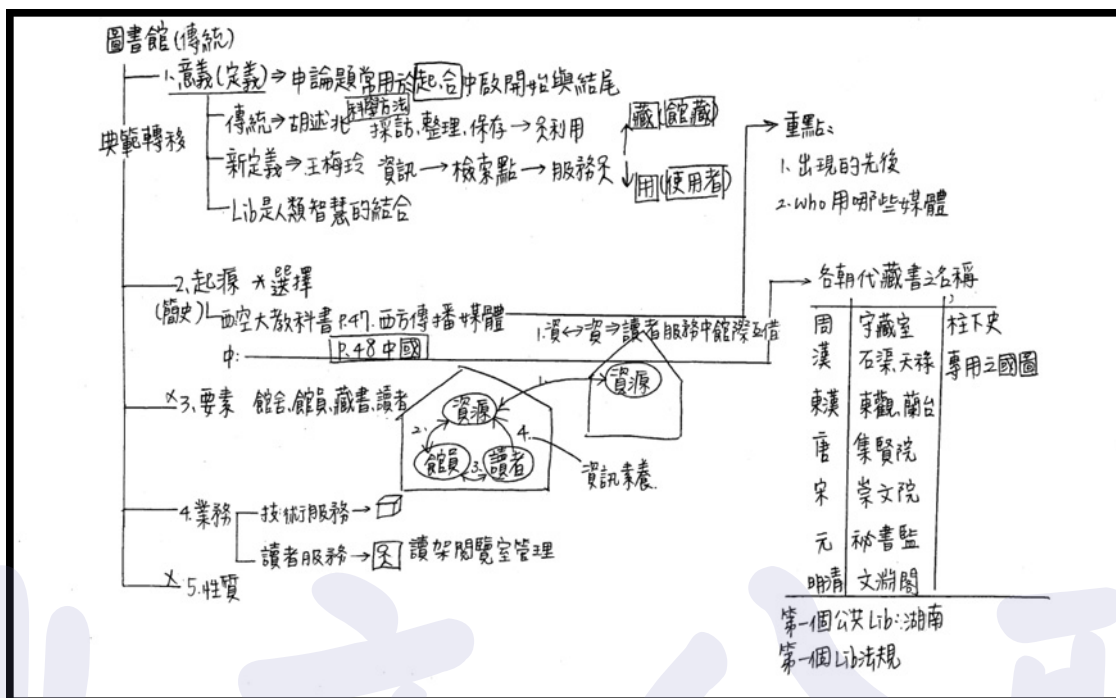 圖書館(傳統)
1.意義(定義)⇒申論題常用於起、合中啟開始與結尾
典範轉移
傳統⇒胡述兆 科學方法 採訪、整理、保存→利用
新定義⇒王梅玲 資訊→檢索點→服務
Lib是人類智慧的結合
藏(館藏)
用(使用者)
重點:
1.出現的先後
2.who用哪些媒體
2.起源 *選擇
(簡史)
西空大教科書P.47.西方傳播媒體
中: P.48中國
1.資↔資⇒讀者服務中館際互借
x3.要素 館舍、館員、藏書、讀者
資源
館員
讀者
1.
2.
3.
4.
資源
資訊素養
4.業務
技術服務→
讀者服務→ 讀架閱覽室管理
x5.性質
各朝代藏書之名稱
周 守藏室 柱下史
漢 石渠、天祿 專用之國圖
東漢 東觀、蘭台
唐 集賢院
宋 崇文院
元 祕書監
明清 文淵閣
第一個公共Lib:湖南
第一個Lib法規